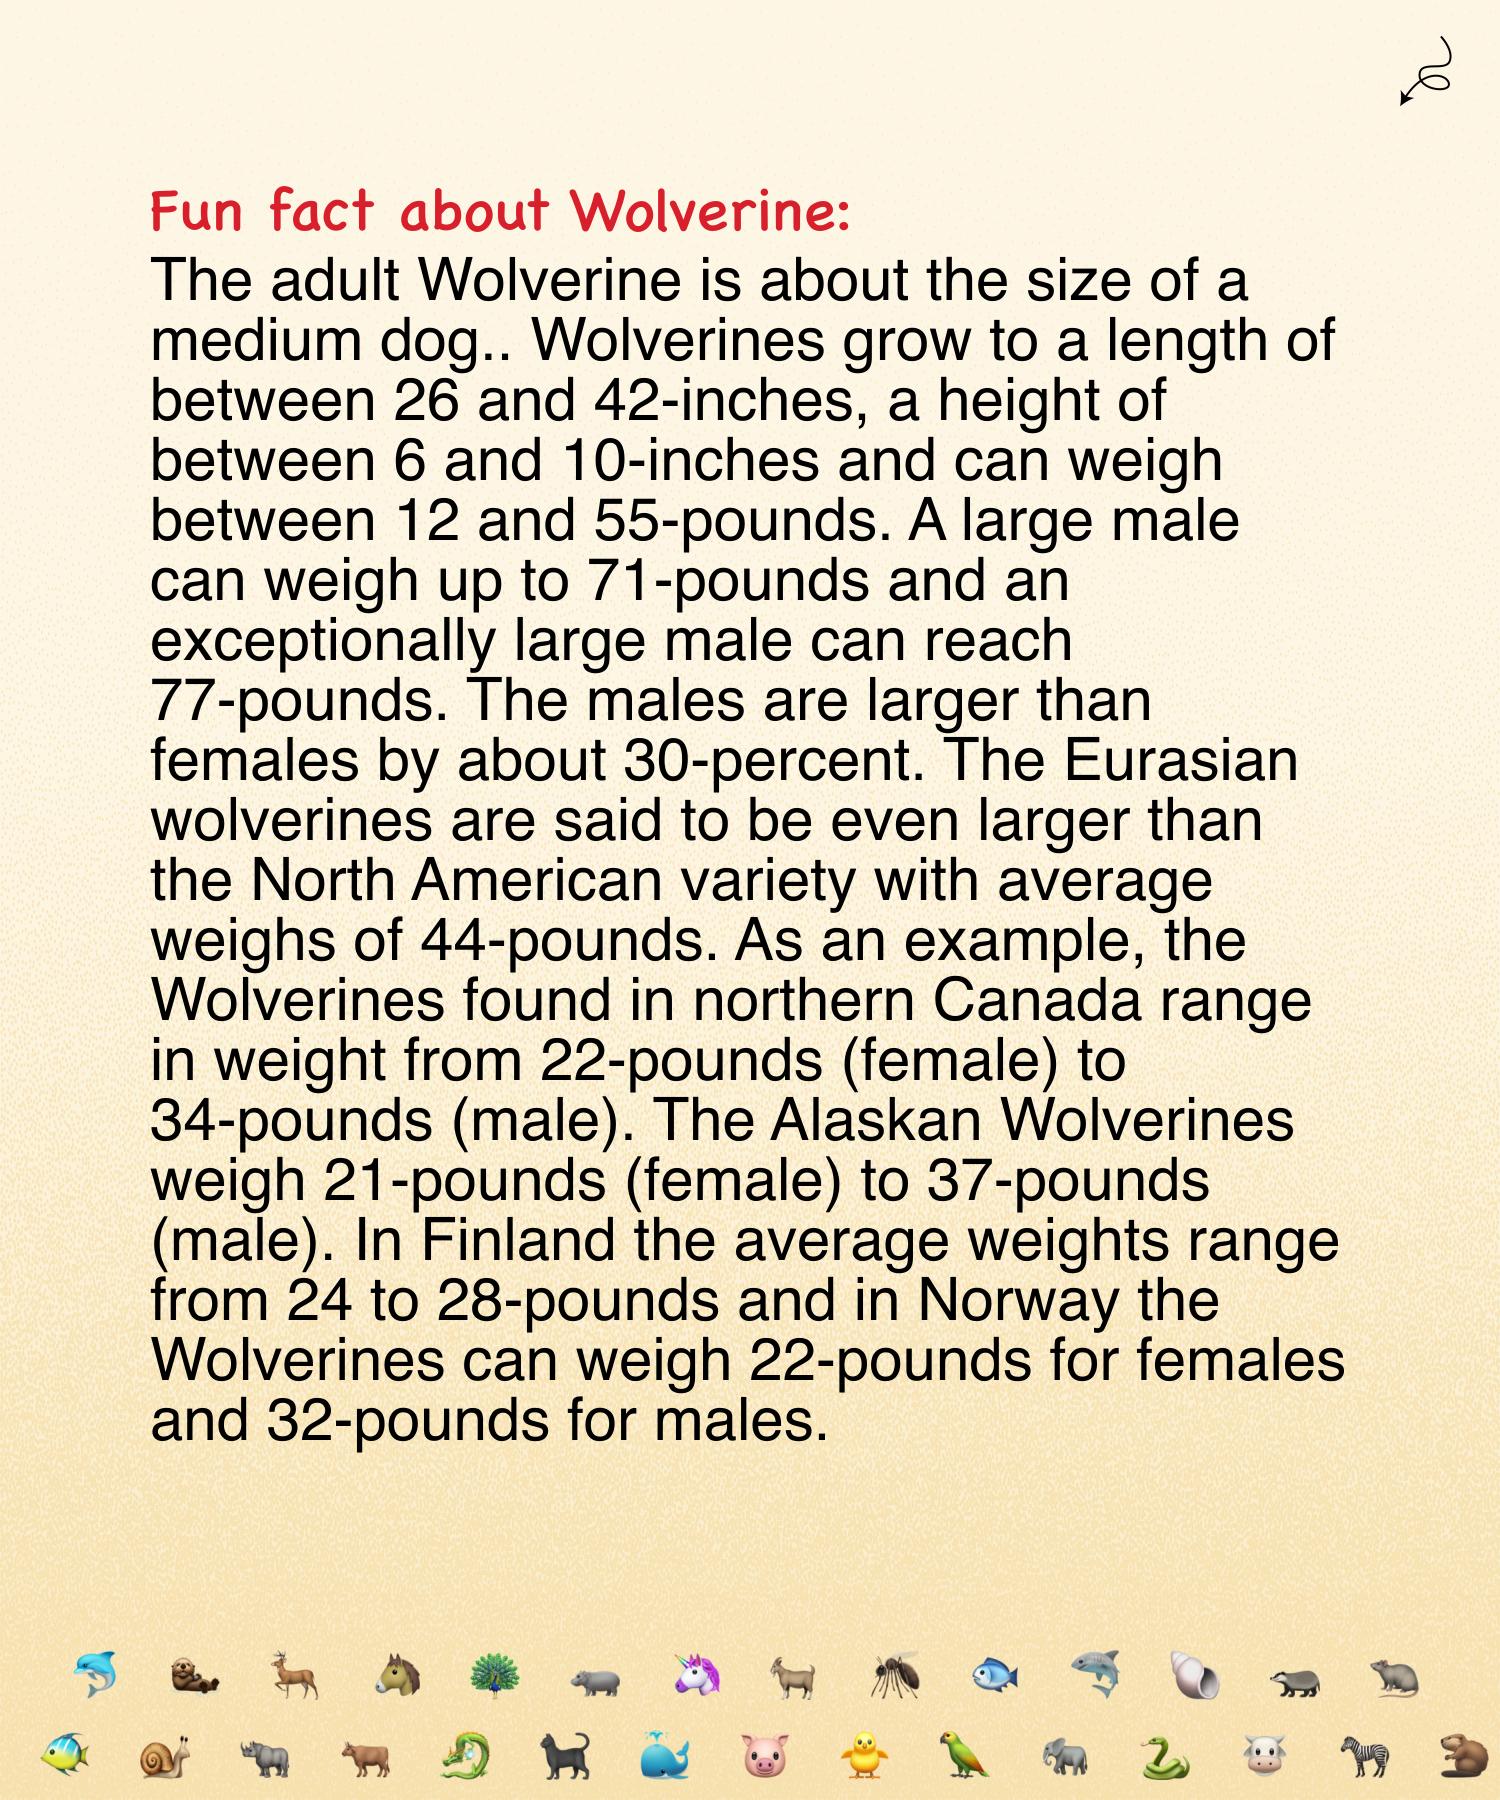 Fun fact about Wolverine:
The adult Wolverine is about the size of a
medium dog.. Wolverines grow to a length of
between 26 and 42-inches, a height of
between 6 and 10-inches and can weigh
between 12 and 55-pounds. A large male
can weigh up to 71-pounds and an
exceptionally large male can reach
77-pounds. The males are larger than
females by about 30-percent. The Eurasian
wolverines are said to be even larger than
the North American variety with average
weighs of 44-pounds. As an example, the
Wolverines found in northern Canada range
in weight from 22-pounds (female) to
34-pounds (male). The Alaskan Wolverines
weigh 21-pounds (female) to 37-pounds
(male). In Finland the average weights range
from 24 to 28-pounds and in Norway the
Wolverines can weigh 22-pounds for females
and 32-pounds for males.